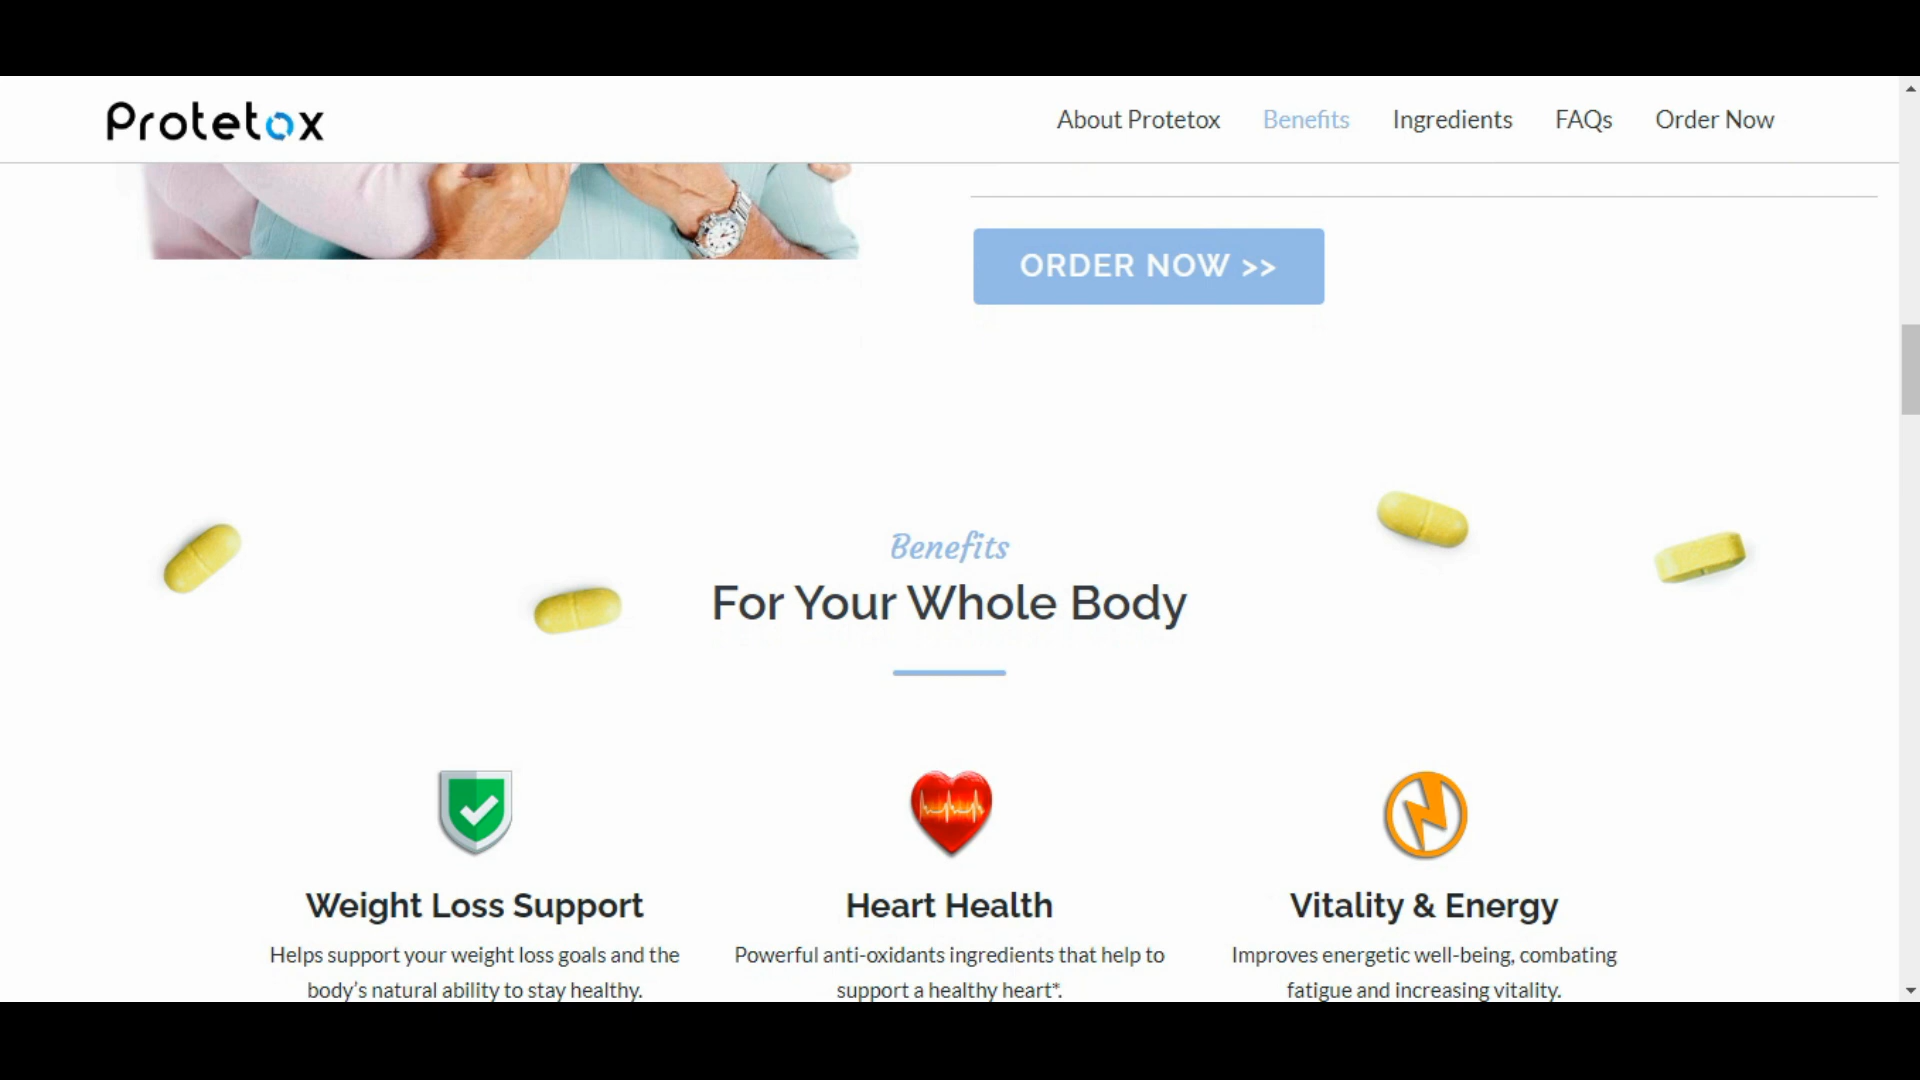 Protetox
About Protetox
Benefits
Ingredients
FAQs
Order Now
ORDER NOW >>
Benefits
For Your Whole Body
Weight Loss Support
Helps support your weight loss goals and the
body's natural ability to stay healthy.
Heart Health
Powerful anti-oxidants ingredients that help to
support a healthy heart*.
Vitality & Energy
Improves energetic well-being, combating
fatigue and increasing vitality.